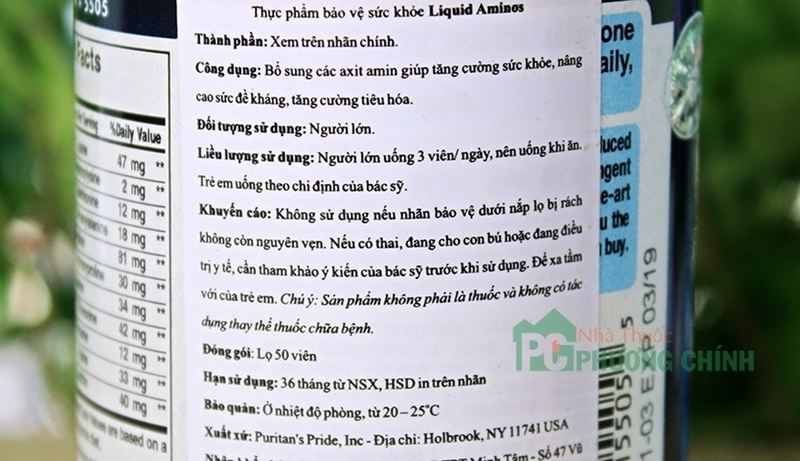 5505
Facts
%Daily Value
47 mg **
2 mg **
12 mg **
18 mg **
81 mg **
30 mg **
34 mg **
42 mg **
12 mg **
33 mg **
40 mg **
are based on a
Thực phẩm bảo vệ sức khỏe Liquid Aminos
Thành phần: Xem trên nhãn chính.
Công dụng: Bổ sung các axit amin giúp tăng cường sức khỏe, nâng
cao sức đề kháng, tăng cường tiêu hóa.
Đối tượng sử dụng: Người lớn.
Liều lượng sử dụng: Người lớn uống 3 viên/ ngày, nên uống khi ăn.
Trẻ em uống theo chỉ định của bác sỹ.
Khuyến cáo: Không sử dụng nếu nhãn bảo vệ dưới nắp lọ bị rách
không còn nguyên vẹn. Nếu có thai, đang cho con bú hoặc đang điều
trị y tế, cần tham khảo ý kiến của bác sỹ trước khi sử dụng. Để xa tầm
với của trẻ em. Chú ý: Sản phẩm không phải là thuốc và không có tác
dụng thay thế thuốc chữa bệnh.
Đóng gói: Lọ 50 viên
Hạn sử dụng: 36 tháng từ NSX, HSD in trên nhãn
Bảo quản: Ở nhiệt độ phòng, từ 20 – 25°C
Xuất xứ: Puritan's Pride, Inc - Địa chỉ: Holbrook, NY 11741 USA
Minh Tâm - Số 47 Vũ
one
aily,
duced
gent
e-art
u the
buy.
03/19
Nhà Thuốc
PHƯƠNG CHÍNH